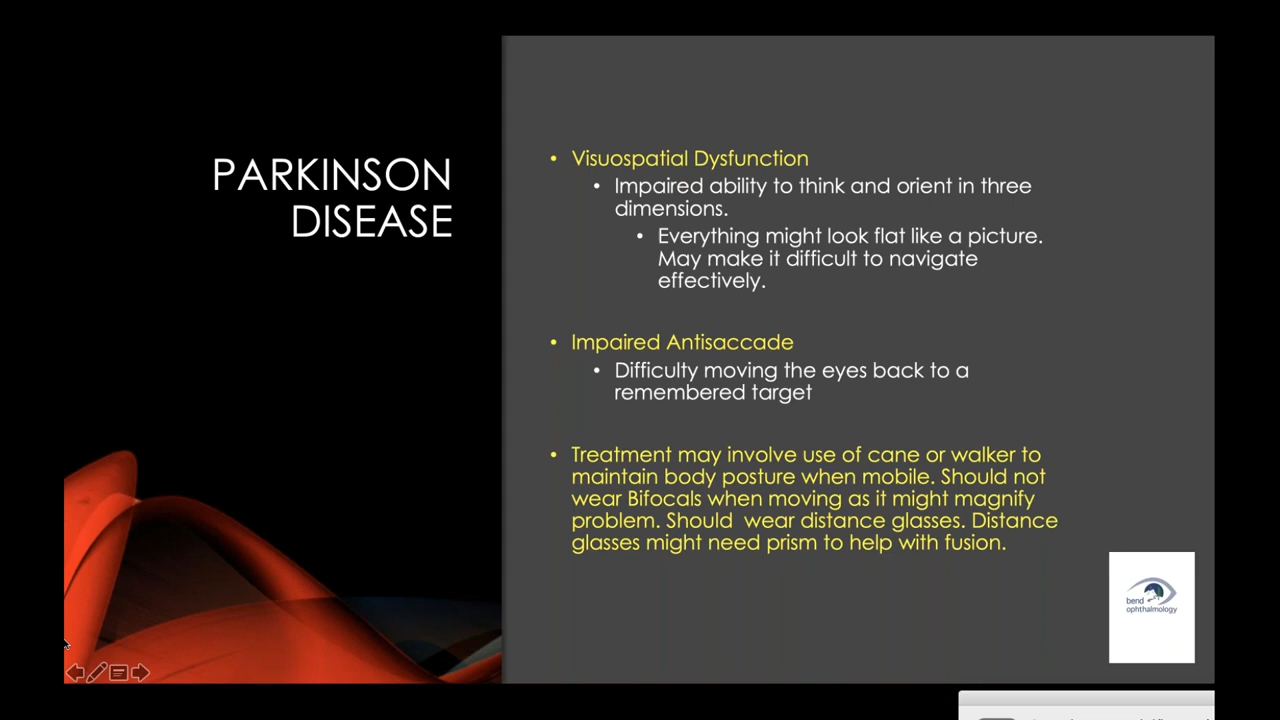 PARKINSON
DISEASE
• Visuospatial Dysfunction
• Impaired ability to think and orient in three
dimensions.
• Everything might look flat like a picture.
May make it difficult to navigate
effectively.
• Impaired Antisaccade
• Difficulty moving the eyes back to a
remembered target
• Treatment may involve use of cane or walker to
maintain body posture when mobile. Should not
wear Bifocals when moving as it might magnify
problem. Should  wear distance glasses. Distance
glasses might need prism to help with fusion.
bend
ophthalmology